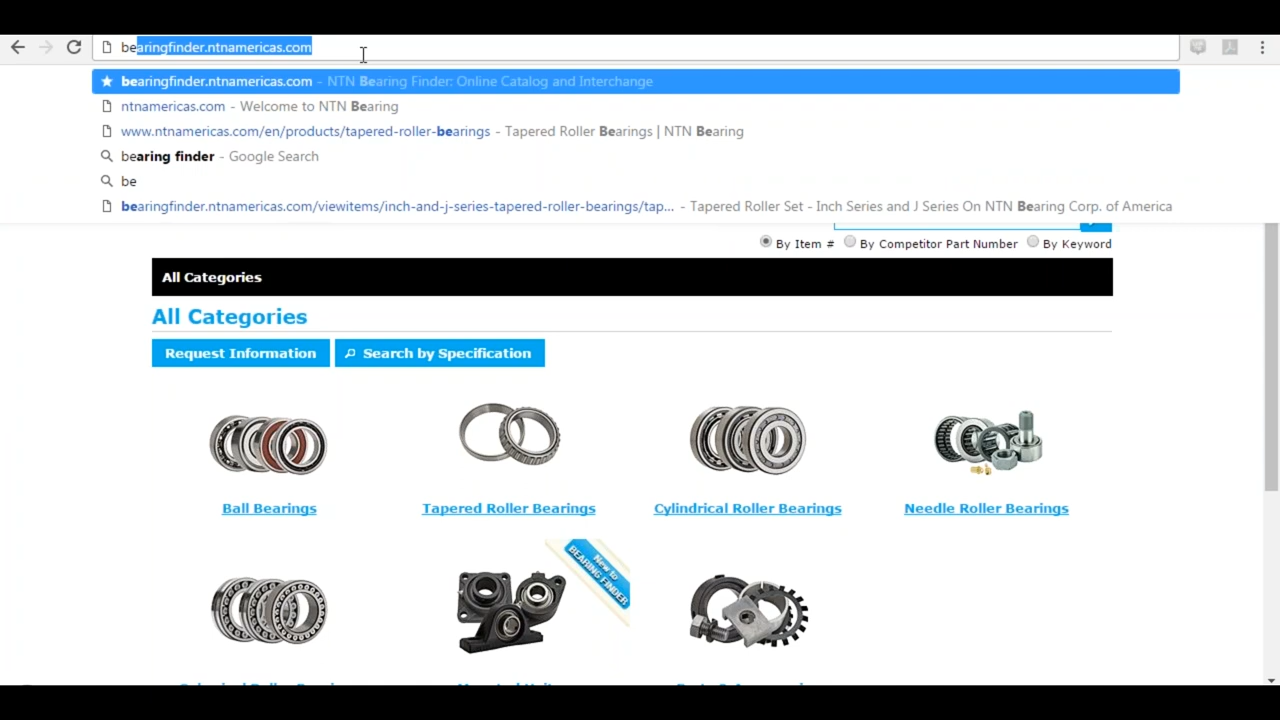 bearingfinder.ntnamericas.com
bearingfinder.ntnamericas.com - NTN Bearing Finder: Online Catalog and Interchange
ntnamericas.com - Welcome to NTN Bearing
www.ntnamericas.com/en/products/tapered-roller-bearings - Tapered Roller Bearings | NTN Bearing
bearing finder - Google Search
be
bearingfinder.ntnamericas.com/viewitems/inch-and-j-series-tapered-roller-bearings/tap... - Tapered Roller Set - Inch Series and J Series On NTN Bearing Corp. of America
By Item # By Competitor Part Number By Keyword
All Categories
All Categories
Request Information Search by Specification
Ball Bearings Tapered Roller Bearings Cylindrical Roller Bearings Needle Roller Bearings
New to
BEARING FINDER